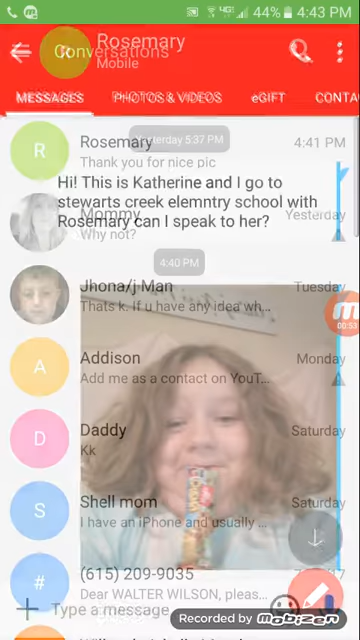 44% 4:43 PM
Rosemary
Conversations
Mobile
MESSAGES PHOTOS & VIDEOS eGIFT CONTA
Rosemary 4:41 PM
Yesterday 5:37 PM
Thank you for nice pic
Hi! This is Katherine and I go to
stewarts creek elemntry school with
Rosemary can I speak to her?
Mommy Yesterday
Why not?
4:40 PM
Jhona/j-Man Tuesday
Thats k. If u have any idea wh...
00:53
Addison Monday
Add me as a contact on YouT...
Daddy Saturday
Kk
Shell mom Saturday
I have an iPhone and usually ...
(615) 209-9035
Dear WALTER WILSON, pleas...
Type a message
Recorded by mobizen